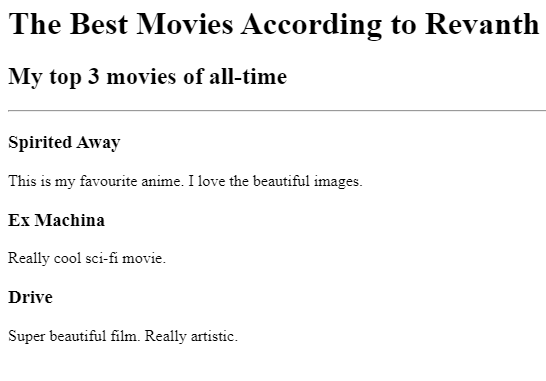 The Best Movies According to Revanth
My top 3 movies of all-time
Spirited Away
This is my favourite anime. I love the beautiful images.
Ex Machina
Really cool sci-fi movie.
Drive
Super beautiful film. Really artistic.